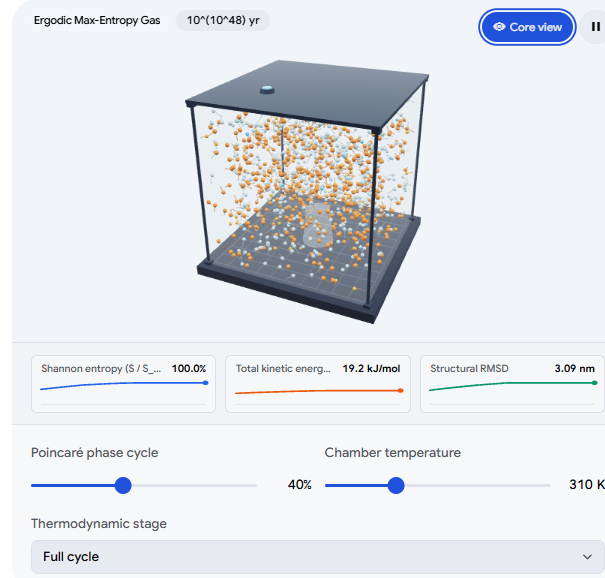 Ergodic Max-Entropy Gas 10^(10^48) yr Core view
Shannon entropy (S / S_... 100.0% Total kinetic energ... 19.2 kJ/mol Structural RMSD 3.09 nm
Poincaré phase cycle Chamber temperature
40% 310 K
Thermodynamic stage
Full cycle